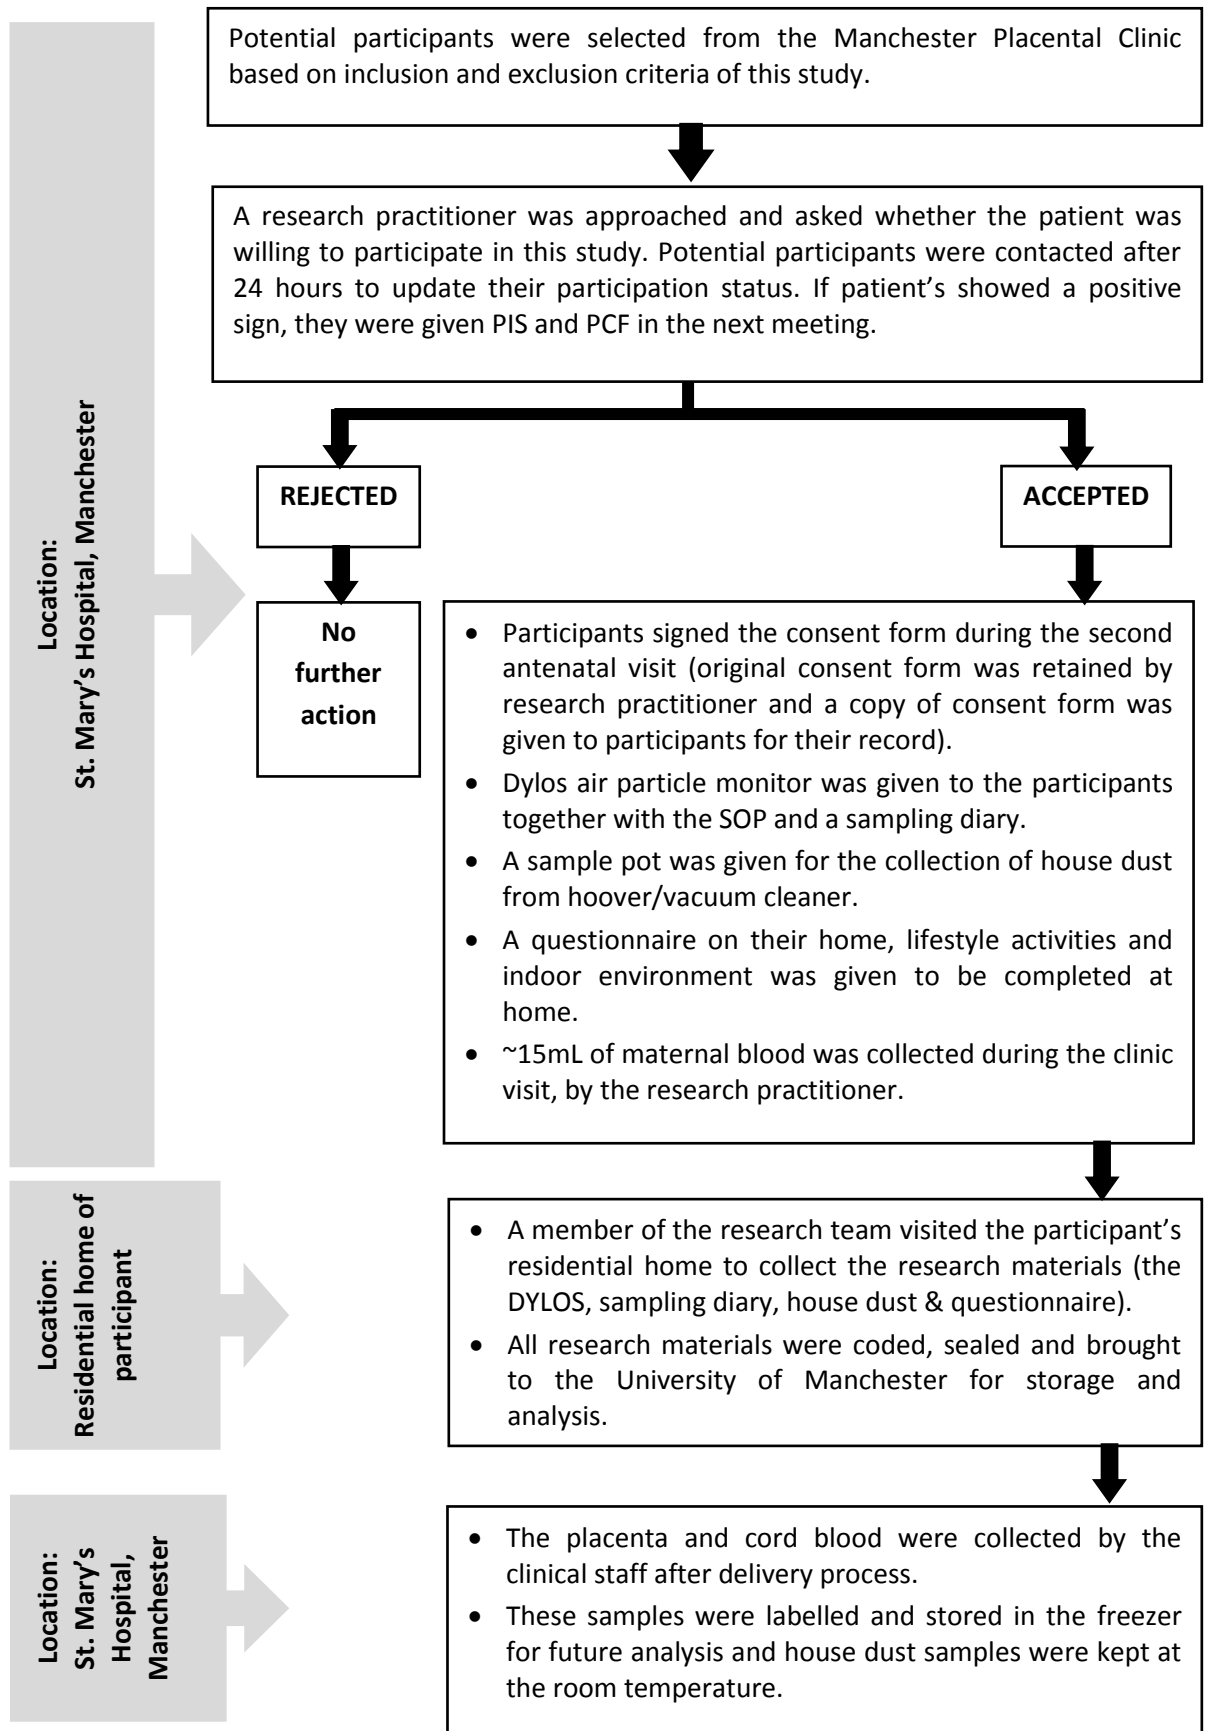 Potential participants were selected from the Manchester Placental Clinic
based on inclusion and exclusion criteria of this study.
A research practitioner was approached and asked whether the patient was
willing to participate in this study. Potential participants were contacted after
24 hours to update their participation status. If patient’s showed a positive
sign, they were given PIS and PCF in the next meeting.
Location:
St. Mary’s Hospital, Manchester
REJECTED
ACCEPTED
No
further
action
• Participants signed the consent form during the second
antenatal visit (original consent form was retained by
research practitioner and a copy of consent form was
given to participants for their record).
• Dylos air particle monitor was given to the participants
together with the SOP and a sampling diary.
• A sample pot was given for the collection of house dust
from hoover/vacuum cleaner.
• A questionnaire on their home, lifestyle activities and
indoor environment was given to be completed at
home.
• ~15mL of maternal blood was collected during the clinic
visit, by the research practitioner.
Location:
Residential home of
participant
• A member of the research team visited the participant’s
residential home to collect the research materials (the
DYLOS, sampling diary, house dust & questionnaire).
• All research materials were coded, sealed and brought
to the University of Manchester for storage and
analysis.
Location:
St. Mary’s
Hospital,
Manchester
• The placenta and cord blood were collected by the
clinical staff after delivery process.
• These samples were labelled and stored in the freezer
for future analysis and house dust samples were kept at
the room temperature.